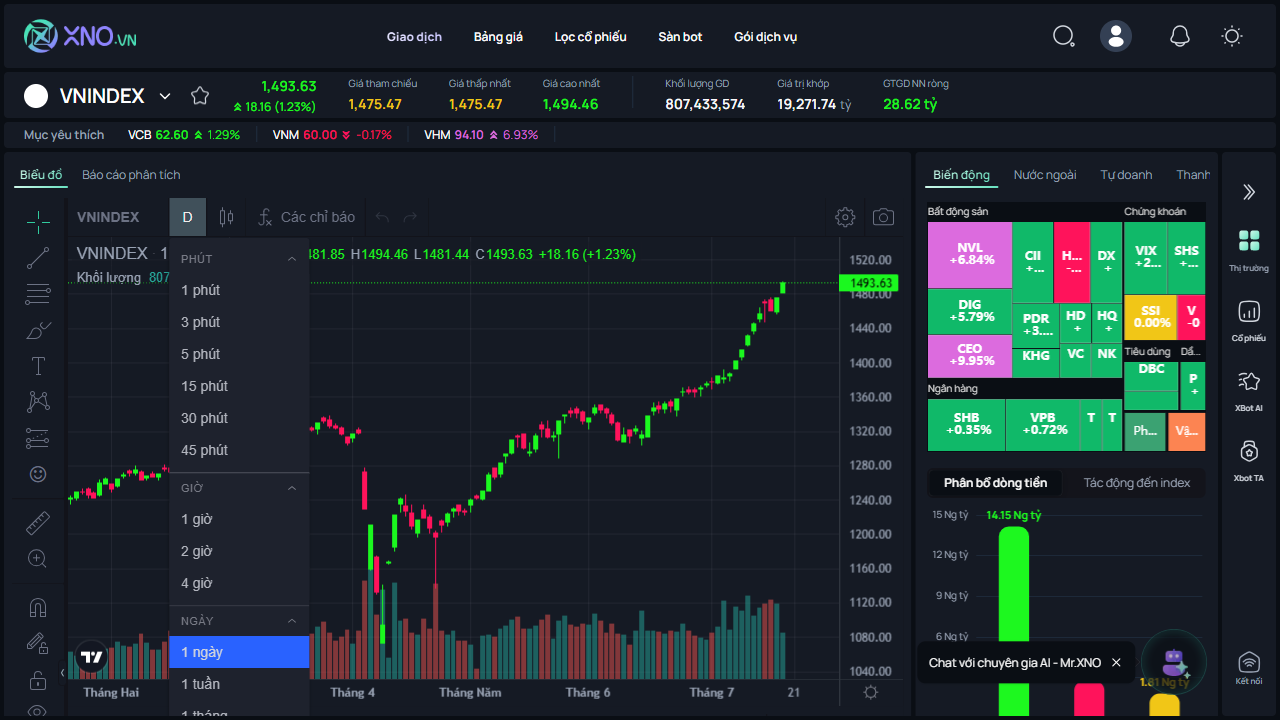 XNO.VN
Giao dịch Bảng giá Lọc cổ phiếu Sàn bot Gói dịch vụ
VNINDEX 1,493.63 18.16 (1.23%)
Giá tham chiếu 1,475.47
Giá thấp nhất 1,475.47
Giá cao nhất 1,494.46
Khối lượng GD 807,433,574
Giá trị khớp 19,271.74 tỷ
GTGD NN ròng 28.62 tỷ
Mục yêu thích VCB 62.60 1.29% VNM 60.00 -0.17% VHM 94.10 6.93%
Biểu đồ Báo cáo phân tích
VNINDEX D Các chỉ báo
VNINDEX · 1 481.85 H1494.46 L1481.44 C1493.63 +18.16 (+1.23%)
Khối lượng 807
PHÚT
1 phút
3 phút
5 phút
15 phút
30 phút
45 phút
GIỜ
1 giờ
2 giờ
4 giờ
NGÀY
1 ngày
1 tuần
1 tháng
1520.00
1493.63
1480.00
1440.00
1400.00
1360.00
1320.00
1280.00
1240.00
1200.00
1160.00
1120.00
1080.00
1040.00
Tháng Hai Tháng 4 Tháng Năm Tháng 6 Tháng 7 21
Biến động Nước ngoài Tự doanh Thanh
Bất động sản Chứng khoán
NVL +6.84%
CII +...
H... -...
DX +
VIX +2...
SHS +...
DIG +5.79%
PDR +3....
HD +
HQ +
SSI 0.00%
V -0
CEO +9.95%
KHG
VC
NK
Tiêu dùng Dầ...
DBC
P +
Ngân hàng
SHB +0.35%
VPB +0.72%
T
T
Ph...
Vậ...
Phân bổ dòng tiền Tác động đến index
15 Ng tỷ 14.15 Ng tỷ
12 Ng tỷ
9 Ng tỷ
6 Ng tỷ
1.81 Ng tỷ
Chat với chuyên gia AI - Mr.XNO
Thị trường
Cổ phiếu
XBot AI
Xbot TA
Kết nối